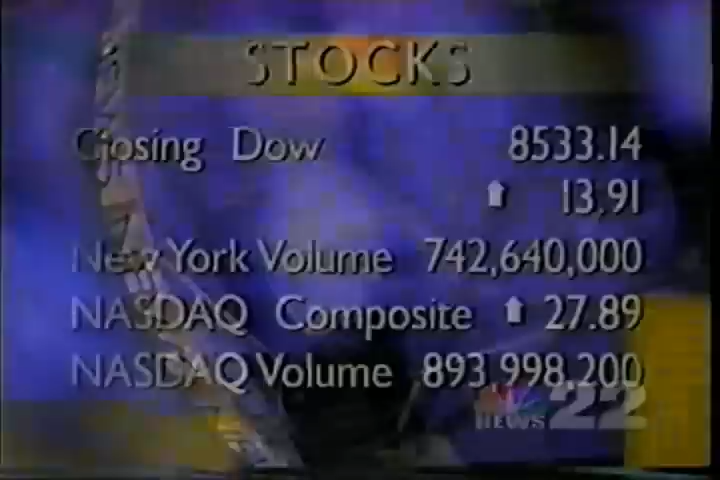 STOCKS
Closing Dow 8533.14
⬆ 13.91
New York Volume 742,640,000
NASDAQ Composite ⬆ 27.89
NASDAQ Volume 893,998,200
NEWS 22